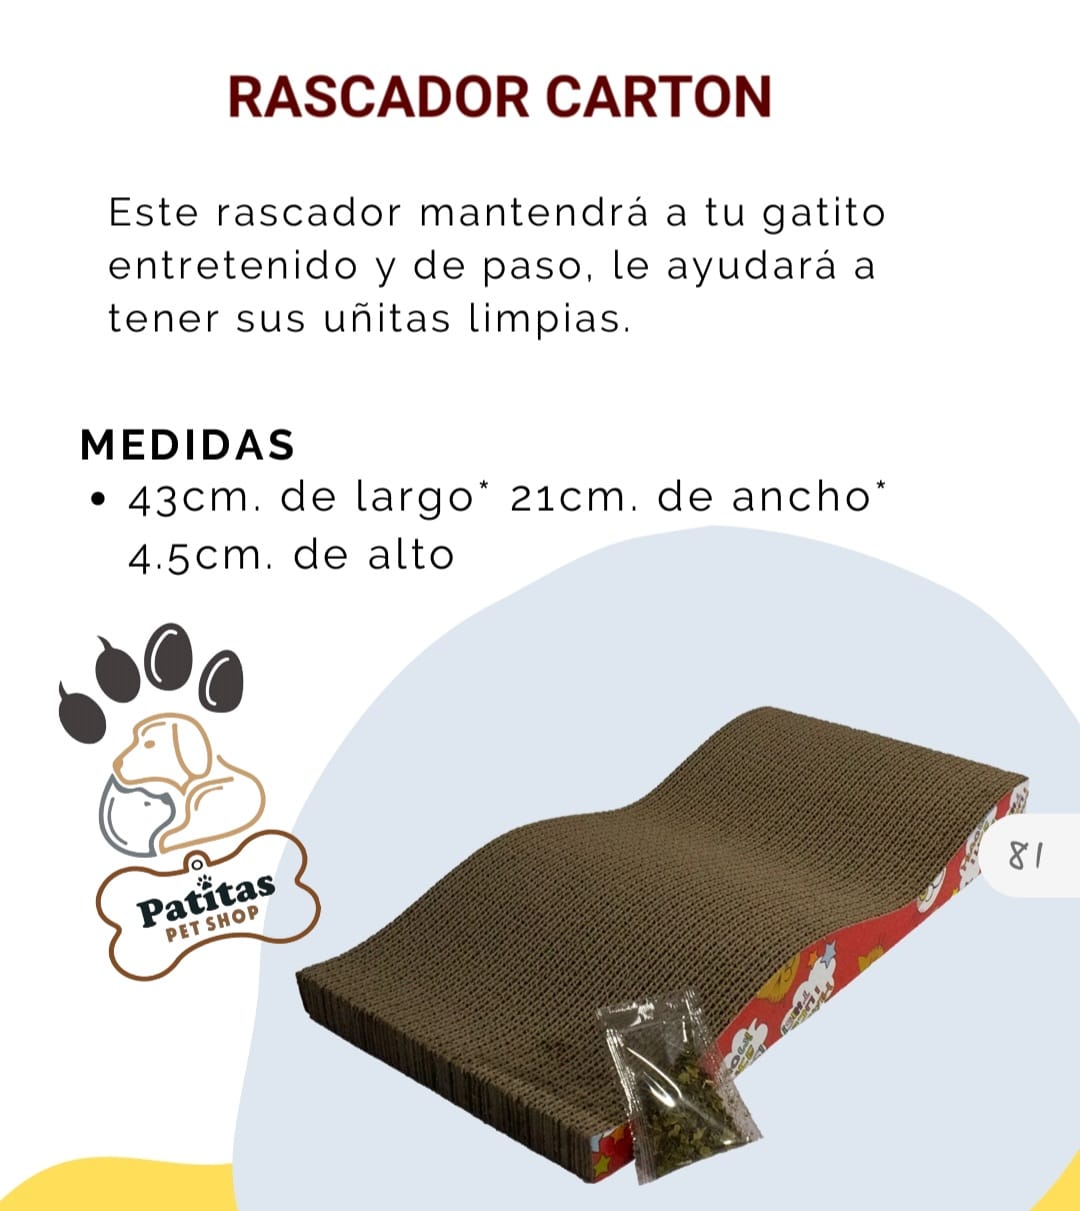 RASCADOR CARTON
Este rascador mantendrá a tu gatito
entretenido y de paso, le ayudará a
tener sus uñitas limpias.
MEDIDAS
• 43cm. de largo* 21cm. de ancho*
4.5cm. de alto
81
Patitas
PET SHOP